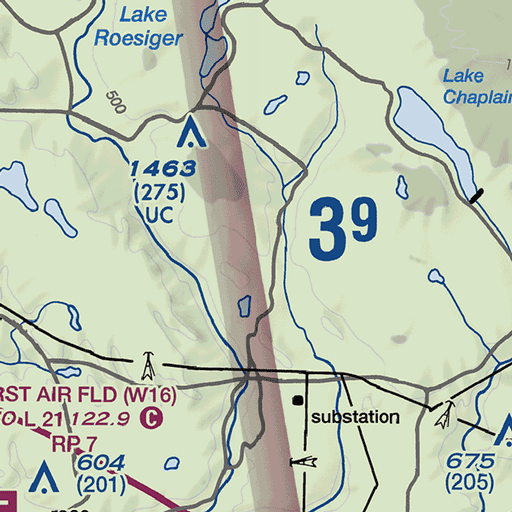 Lake
Roesiger
Lake
Chaplain
500
1463
(275)
UC
39
RST AIR FLD (W16)
0 L 21 122.9 C
RP 7
substation
604
(201)
675
(205)